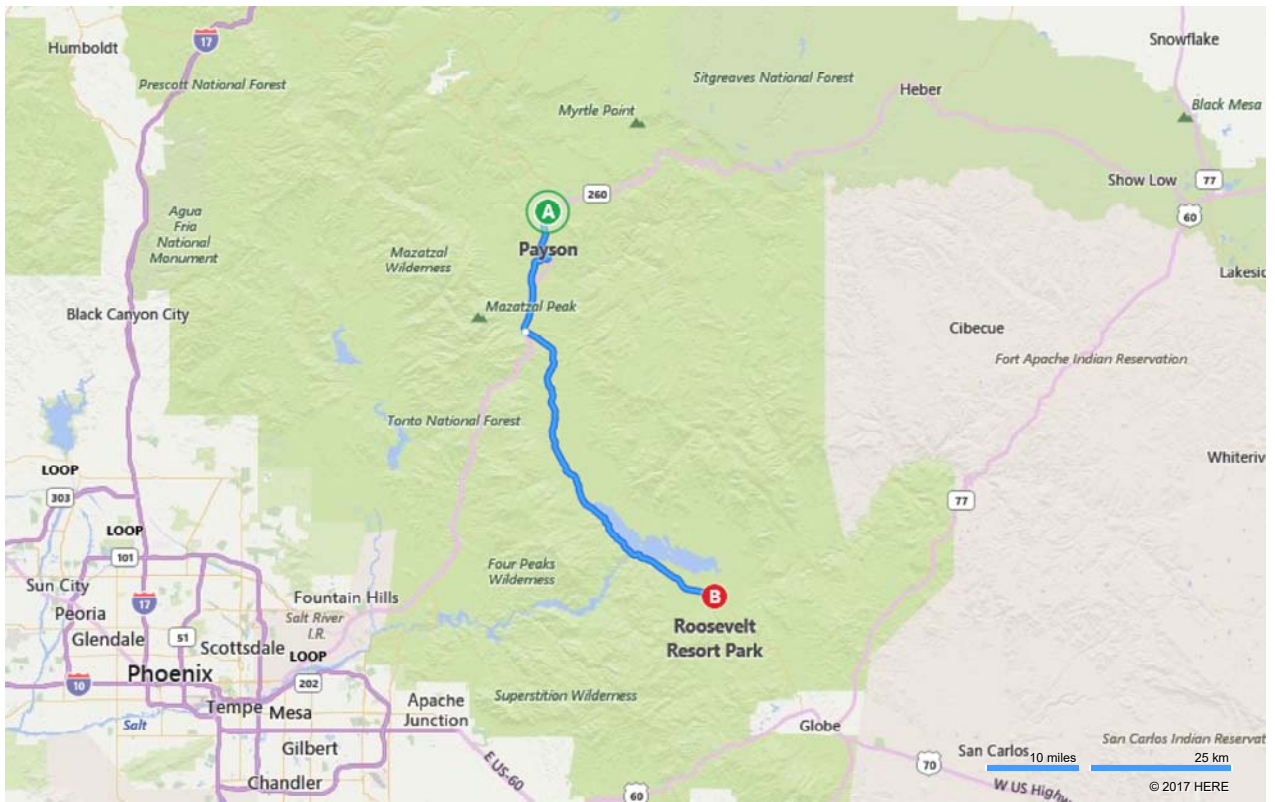 Humboldt
17
Prescott National Forest
Snowflake
Sitgreaves National Forest
Heber
Myrtle Point
Black Mesa
Show Low
77
260
A
60
Agua
Fria
National
Monument
Payson
Mazatzal
Wilderness
Lakesid
Mazatzal Peak
Black Canyon City
Cibecue
Fort Apache Indian Reservation
Tonto National Forest
Whiteriv
LOOP
303
77
LOOP
101
Four Peaks
Wilderness
Sun City
Fountain Hills
B
Peoria
17
Salt River
I.R.
Roosevelt
Resort Park
Glendale
51
Scottsdale
LOOP
Phoenix
10
202
Superstition Wilderness
Tempe
Mesa
Apache
Junction
Salt
Globe
Gilbert
E US-60
San Carlos
San Carlos Indian Reservat
10 miles
25 km
70
Chandler
60
W US Highw
© 2017 HERE